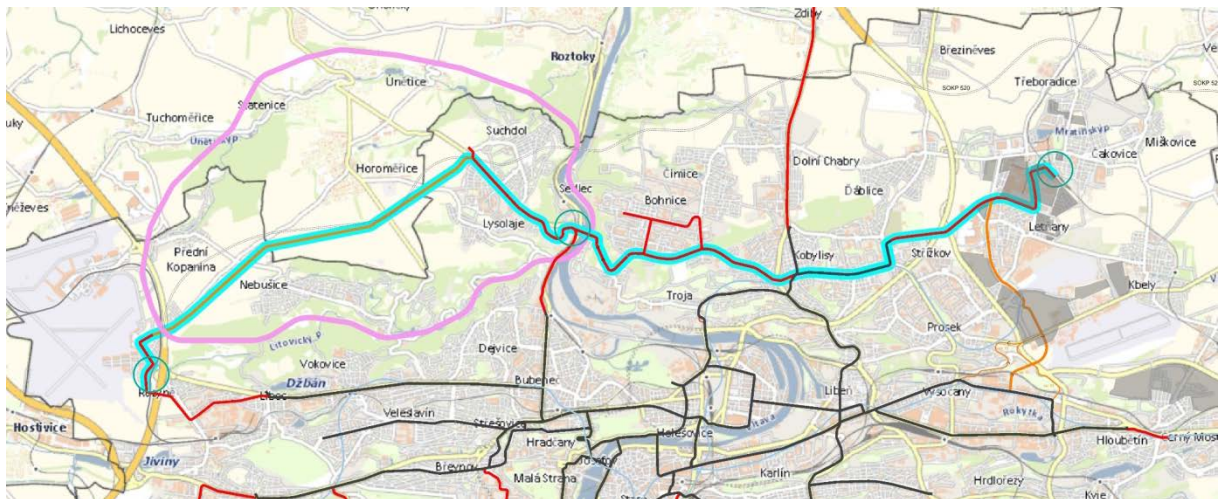 Lichoceves
Zdiby
Březiněves
Únětice
Roztoky
Třeboradice
SOKP 520
SOKP 52
Statenice
Tuchoměřice
Suchdol
Mratínský p.
Miškovice
Únětický p.
Čakovice
Horoměřice
Čimice
Dolní Chabry
Sedlec
Ďáblice
Bohnice
Lysolaje
Letňany
Přední
Kopanina
Kobylisy
Střížkov
Nebušice
Kbely
Troja
Litovický p.
Prosek
Vokovice
Dejvice
Džbán
Bubeneč
Libeň
Vysočany
Ruzyně
Liboc
Rokytka
Veleslavín
Střešovice
Hostivice
Hradčany
Holešovice
Hloubětín
Černý Most
Jiviny
Břevnov
Malá Strana
Karlín
Hrdlořezy
Kyje